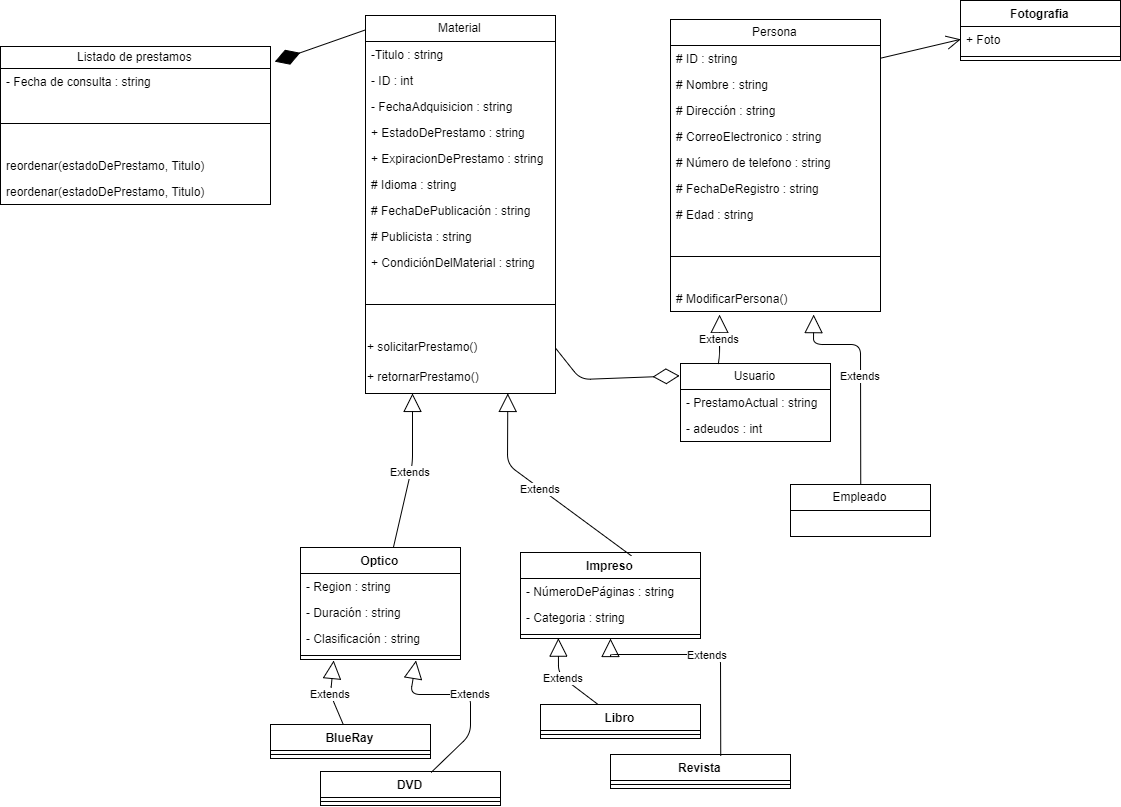 Listado de prestamos
- Fecha de consulta : string
reordenar(estadoDePrestamo, Titulo)
reordenar(estadoDePrestamo, Titulo)
Material
-Titulo : string
- ID : int
- FechaAdquisicion : string
+ EstadoDePrestamo : string
+ ExpiracionDePrestamo : string
# Idioma : string
# FechaDePublicación : string
# Publicista : string
+ CondiciónDelMaterial : string
+ solicitarPrestamo()
+ retornarPrestamo()
Persona
# ID : string
# Nombre : string
# Dirección : string
# CorreoElectronico : string
# Número de telefono : string
# FechaDeRegistro : string
# Edad : string
# ModificarPersona()
Fotografia
+ Foto
Extends
Usuario
- PrestamoActual : string
- adeudos : int
Extends
Empleado
Extends
Extends
Optico
- Region : string
- Duración : string
- Clasificación : string
Impreso
- NúmeroDePáginas : string
- Categoria : string
Extends
Extends
Extends
Extends
BlueRay
DVD
Libro
Revista